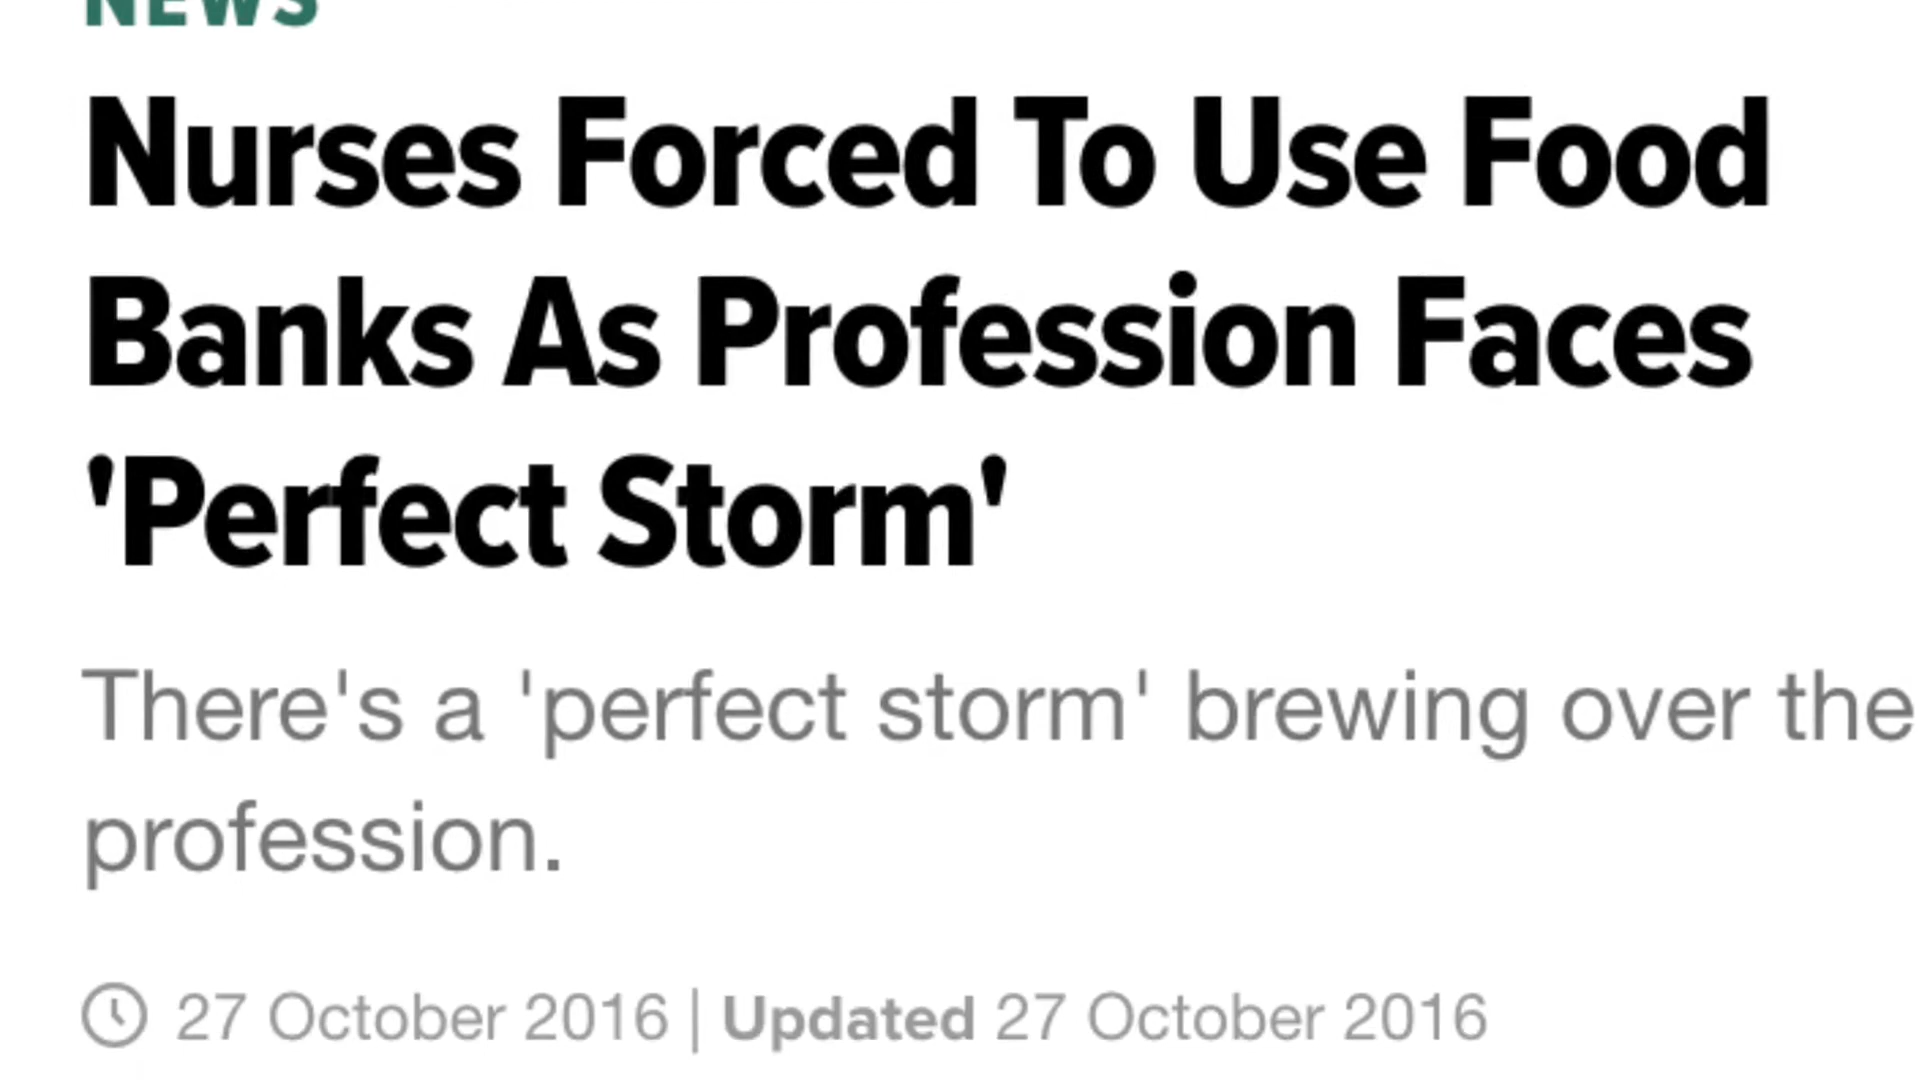 NEWS
Nurses Forced To Use Food
Banks As Profession Faces
'Perfect Storm'
There's a 'perfect storm' brewing over the
profession.
27 October 2016 | Updated 27 October 2016